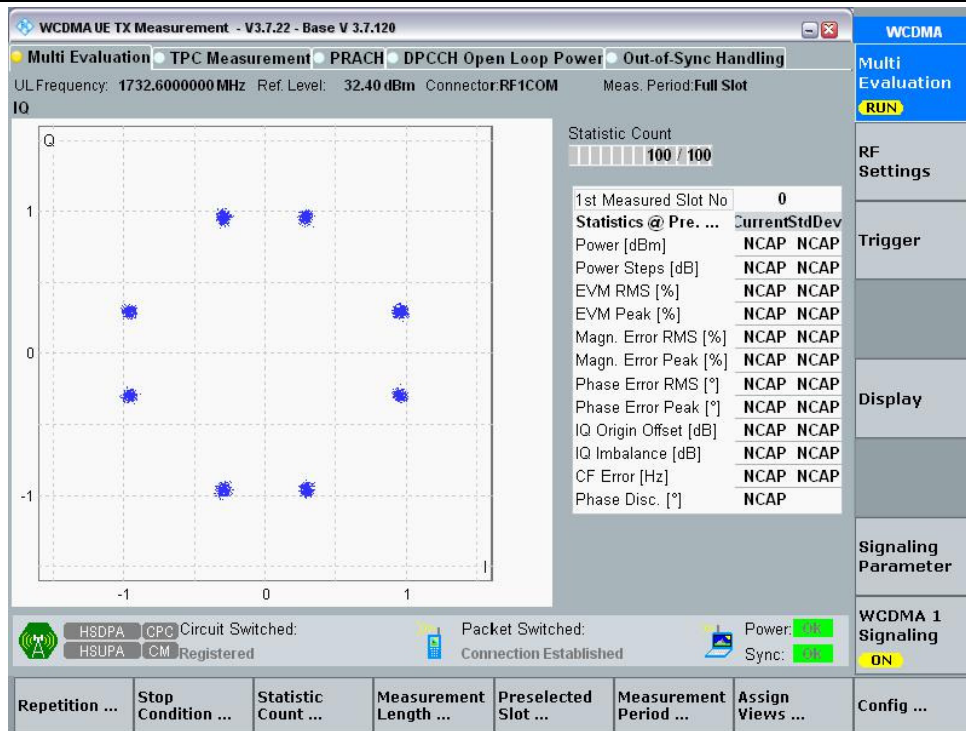 WCDMA UE TX Measurement - V3.7.22 - Base V 3.7.120
WCDMA
Multi Evaluation TPC Measurement PRACH DPCCH Open Loop Power Out-of-Sync Handling
UL Frequency: 1732.6000000 MHz Ref. Level: 32.40 dBm Connector:RF1COM Meas. Period:Full Slot
IQ
Q
1
0
-1
-1 0 1
I
Statistic Count
100 / 100
1st Measured Slot No 0
Statistics @ Pre. ... Current StdDev
Power [dBm] NCAP NCAP
Power Steps [dB] NCAP NCAP
EVM RMS [%] NCAP NCAP
EVM Peak [%] NCAP NCAP
Magn. Error RMS [%] NCAP NCAP
Magn. Error Peak [%] NCAP NCAP
Phase Error RMS [°] NCAP NCAP
Phase Error Peak [°] NCAP NCAP
IQ Origin Offset [dB] NCAP NCAP
IQ Imbalance [dB] NCAP NCAP
CF Error [Hz] NCAP NCAP
Phase Disc. [°] NCAP
HSDPA CPC Circuit Switched: Packet Switched: Power: OK
HSUPA CM Registered Connection Established Sync: OK
Multi
Evaluation
RUN
RF
Settings
Trigger
Display
Signaling
Parameter
WCDMA 1
Signaling
ON
Repetition ...
Stop
Condition ...
Statistic
Count ...
Measurement
Length ...
Preselected
Slot ...
Measurement
Period ...
Assign
Views ...
Config ...